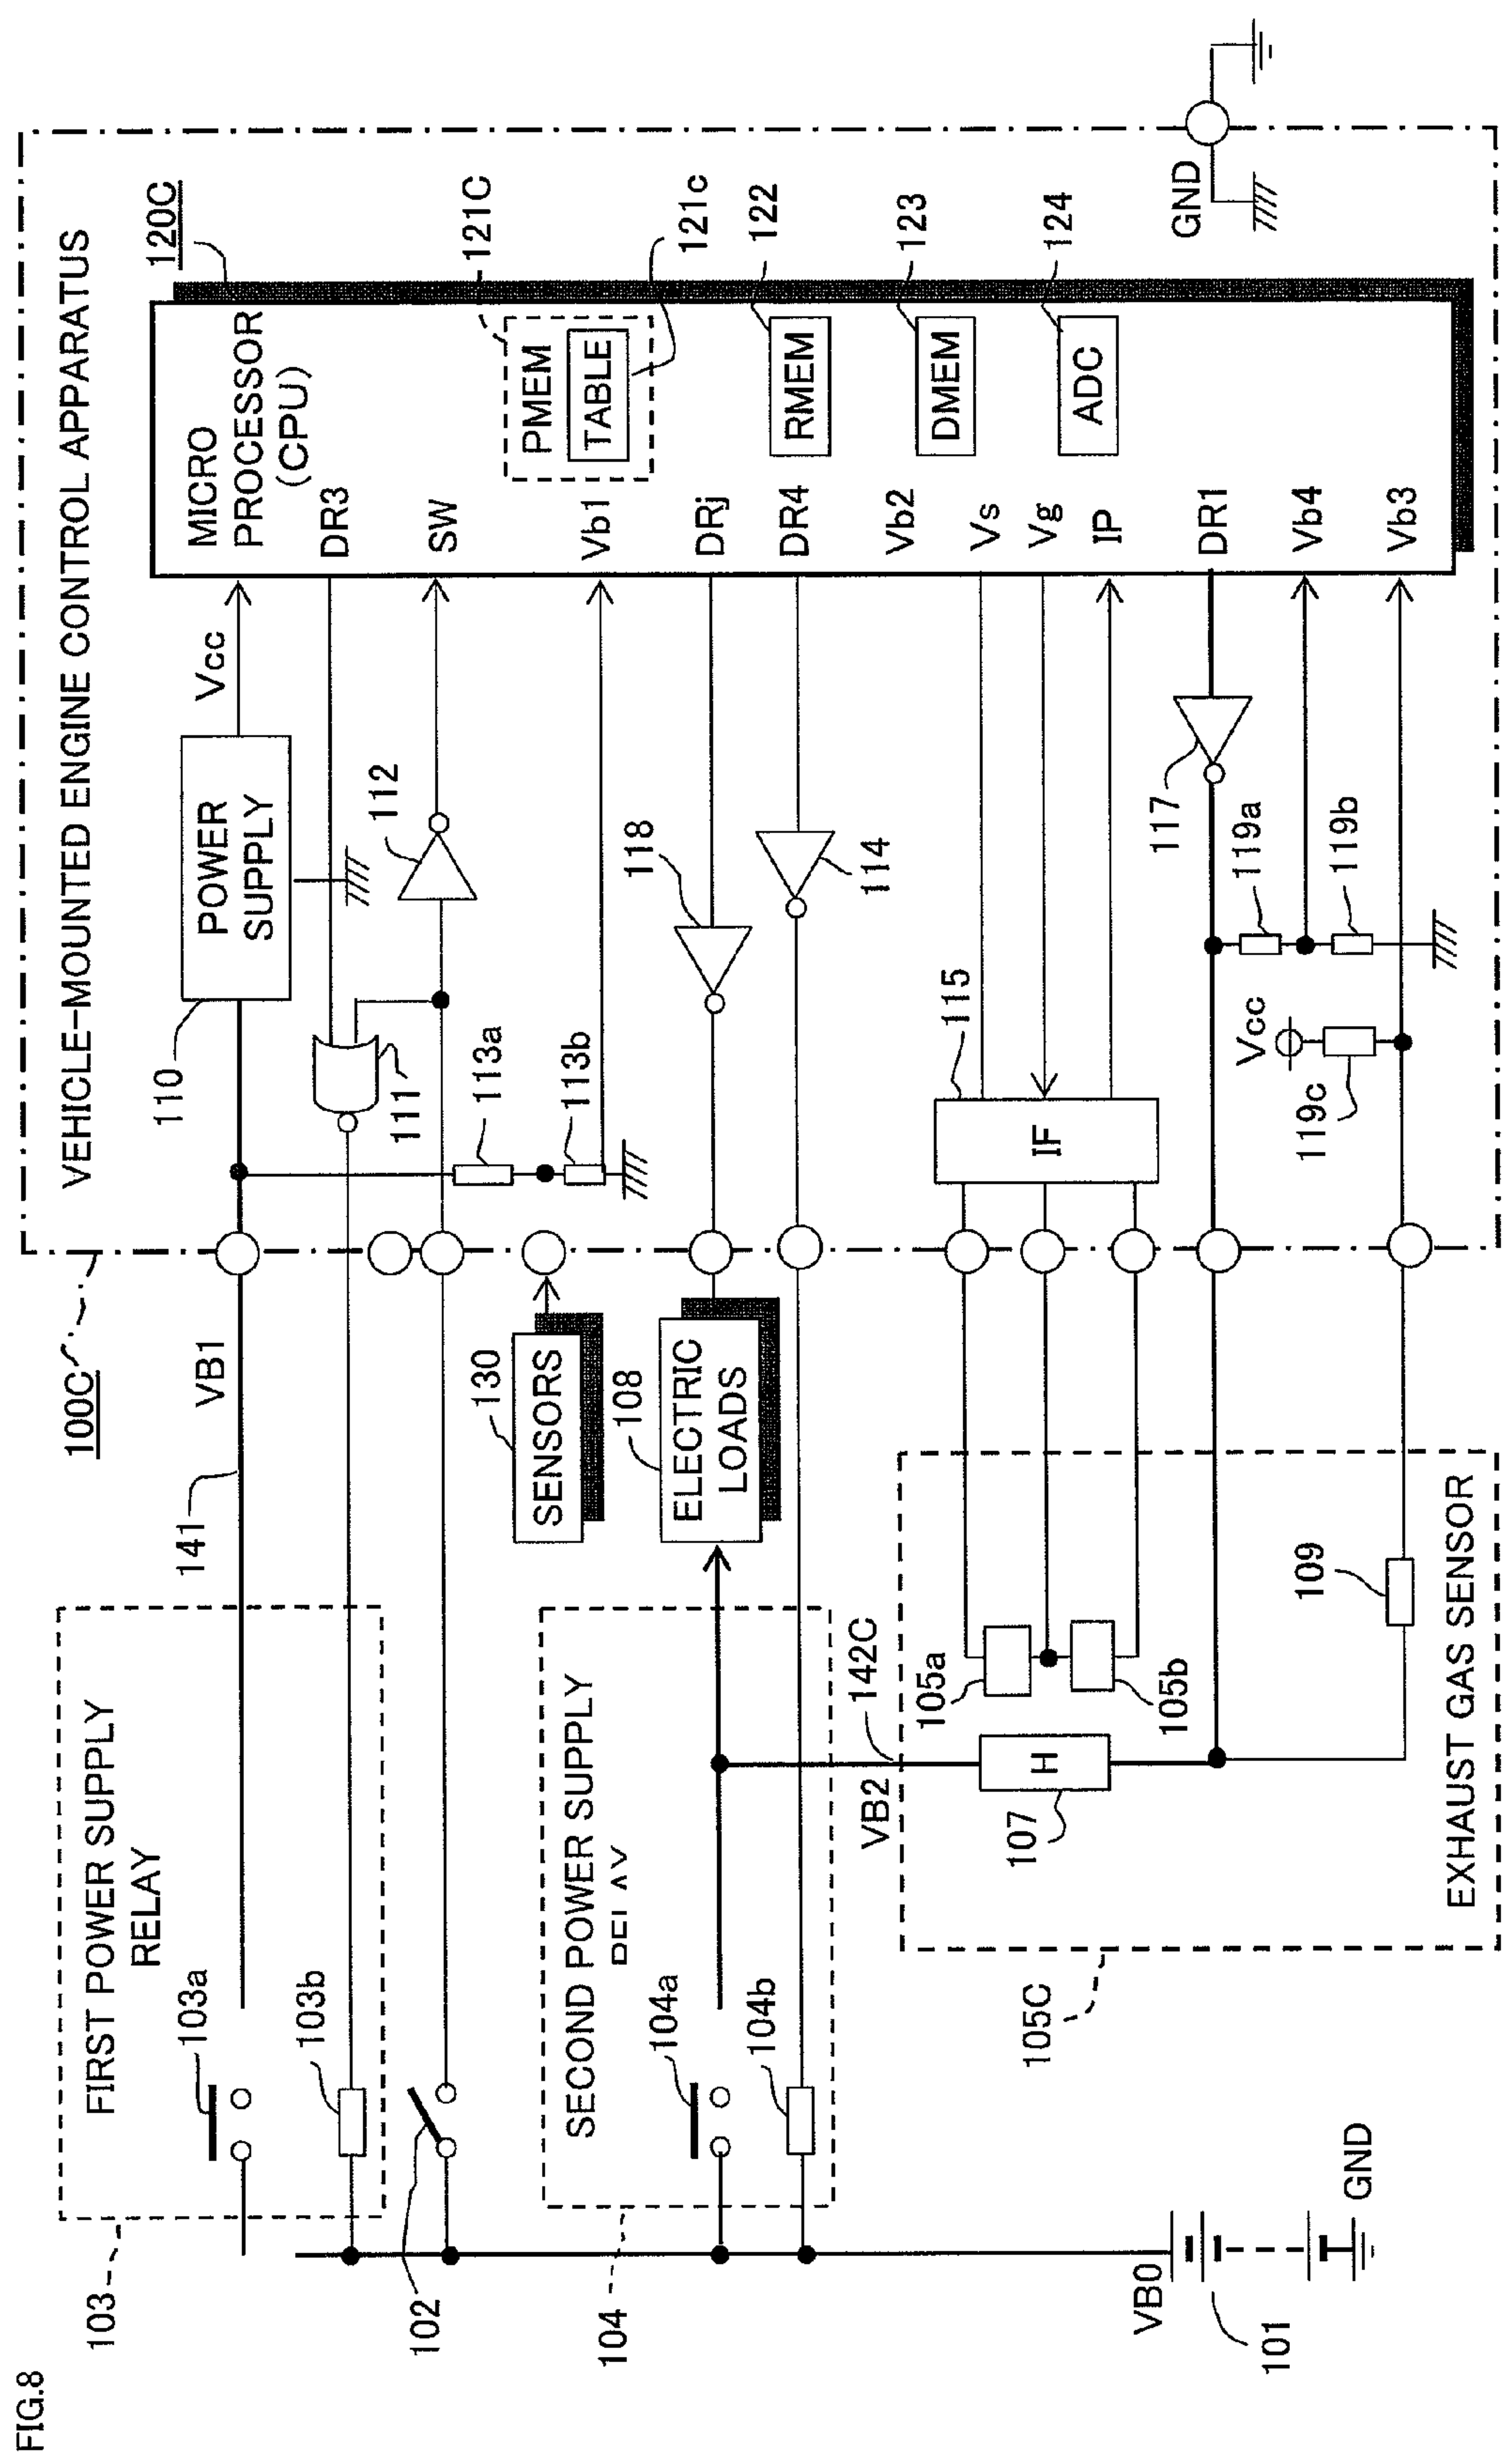 FIG.8
VEHICLE-MOUNTED ENGINE CONTROL APPARATUS
100C
120C
MICRO
PROCESSOR
(CPU)
PMEM
TABLE
121C
121c
RMEM
122
DMEM
123
ADC
124
GND
DR3
SW
Vb1
DRj
DR4
Vb2
Vs
Vg
IP
DR1
Vb4
Vb3
Vcc
POWER
SUPPLY
110
111
112
113a
113b
118
114
115
IF
117
119a
119b
Vcc
119c
VB1
141
SENSORS
130
ELECTRIC
LOADS
108
FIRST POWER SUPPLY
RELAY
103a
103b
103
102
SECOND POWER SUPPLY
104a
104b
104
VB2
142C
105a
105b
H
107
109
EXHAUST GAS SENSOR
105C
VB0
101
GND